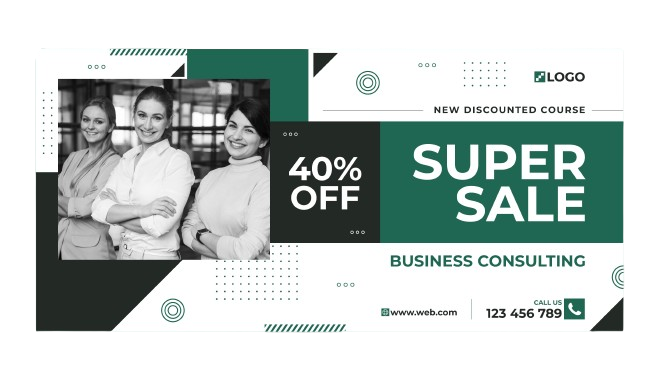 LOGO
NEW DISCOUNTED COURSE
40%
OFF
SUPER
SALE
BUSINESS CONSULTING
www.web.com
CALL US
123 456 789